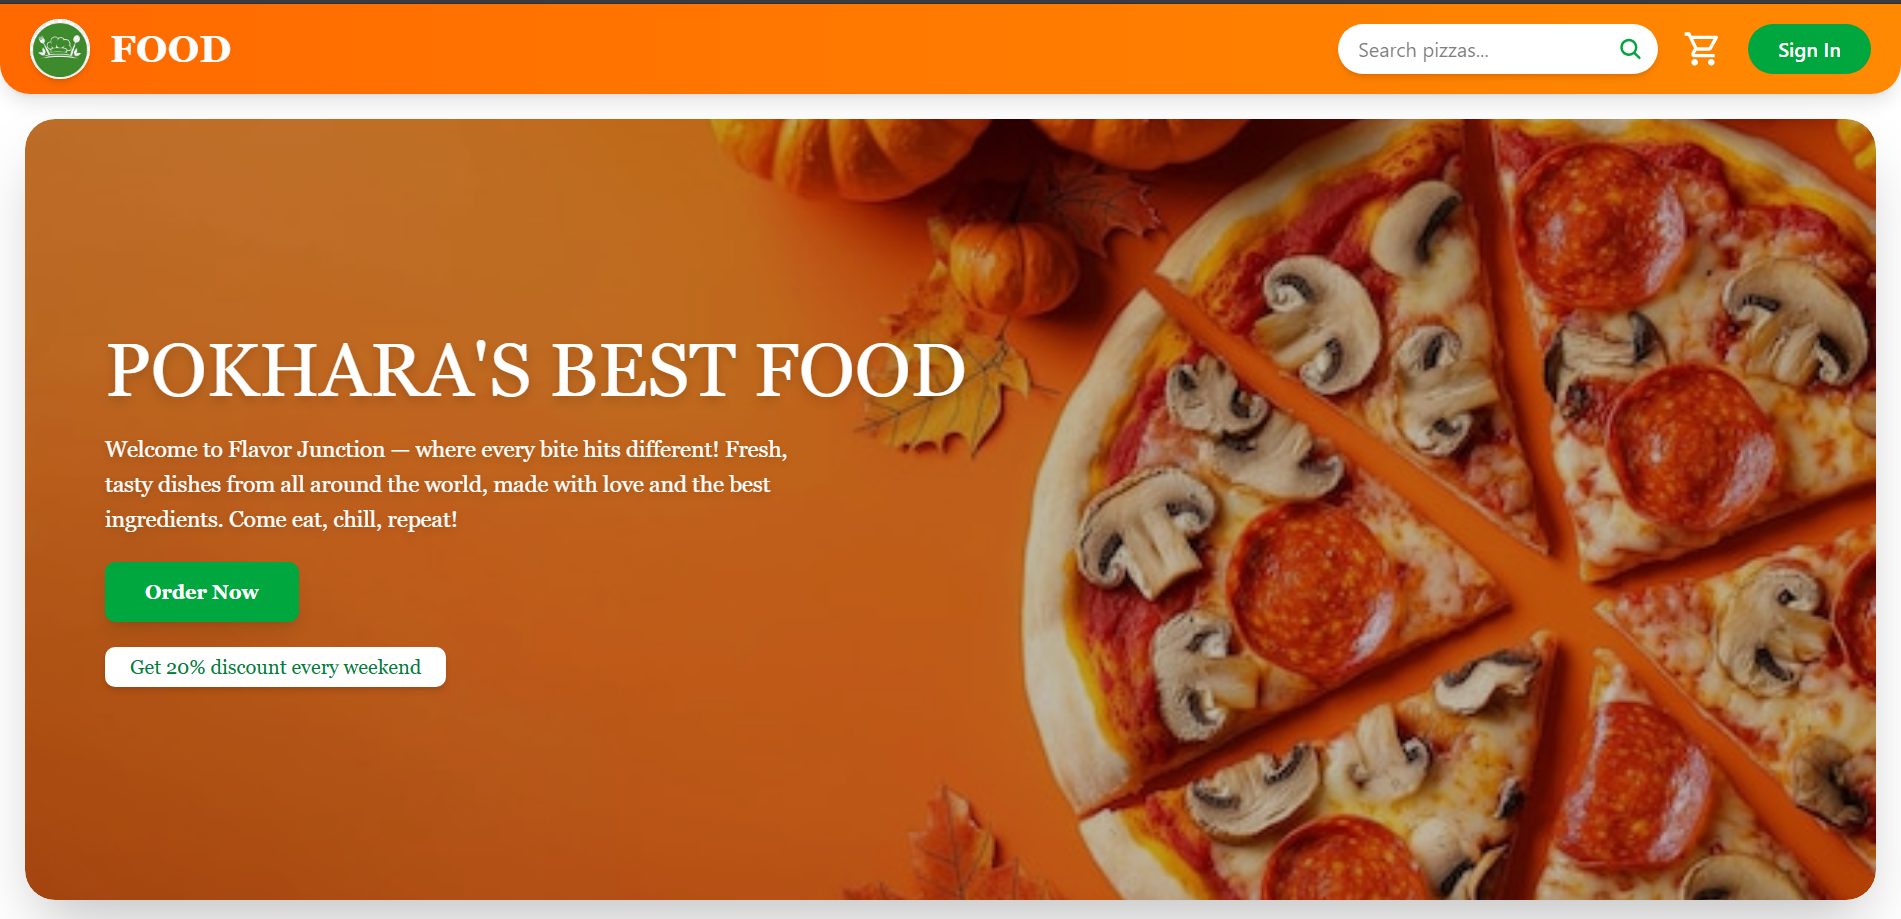 FOOD
Search pizzas...
Sign In
POKHARA'S BEST FOOD
Welcome to Flavor Junction — where every bite hits different! Fresh,
tasty dishes from all around the world, made with love and the best
ingredients. Come eat, chill, repeat!
Order Now
Get 20% discount every weekend